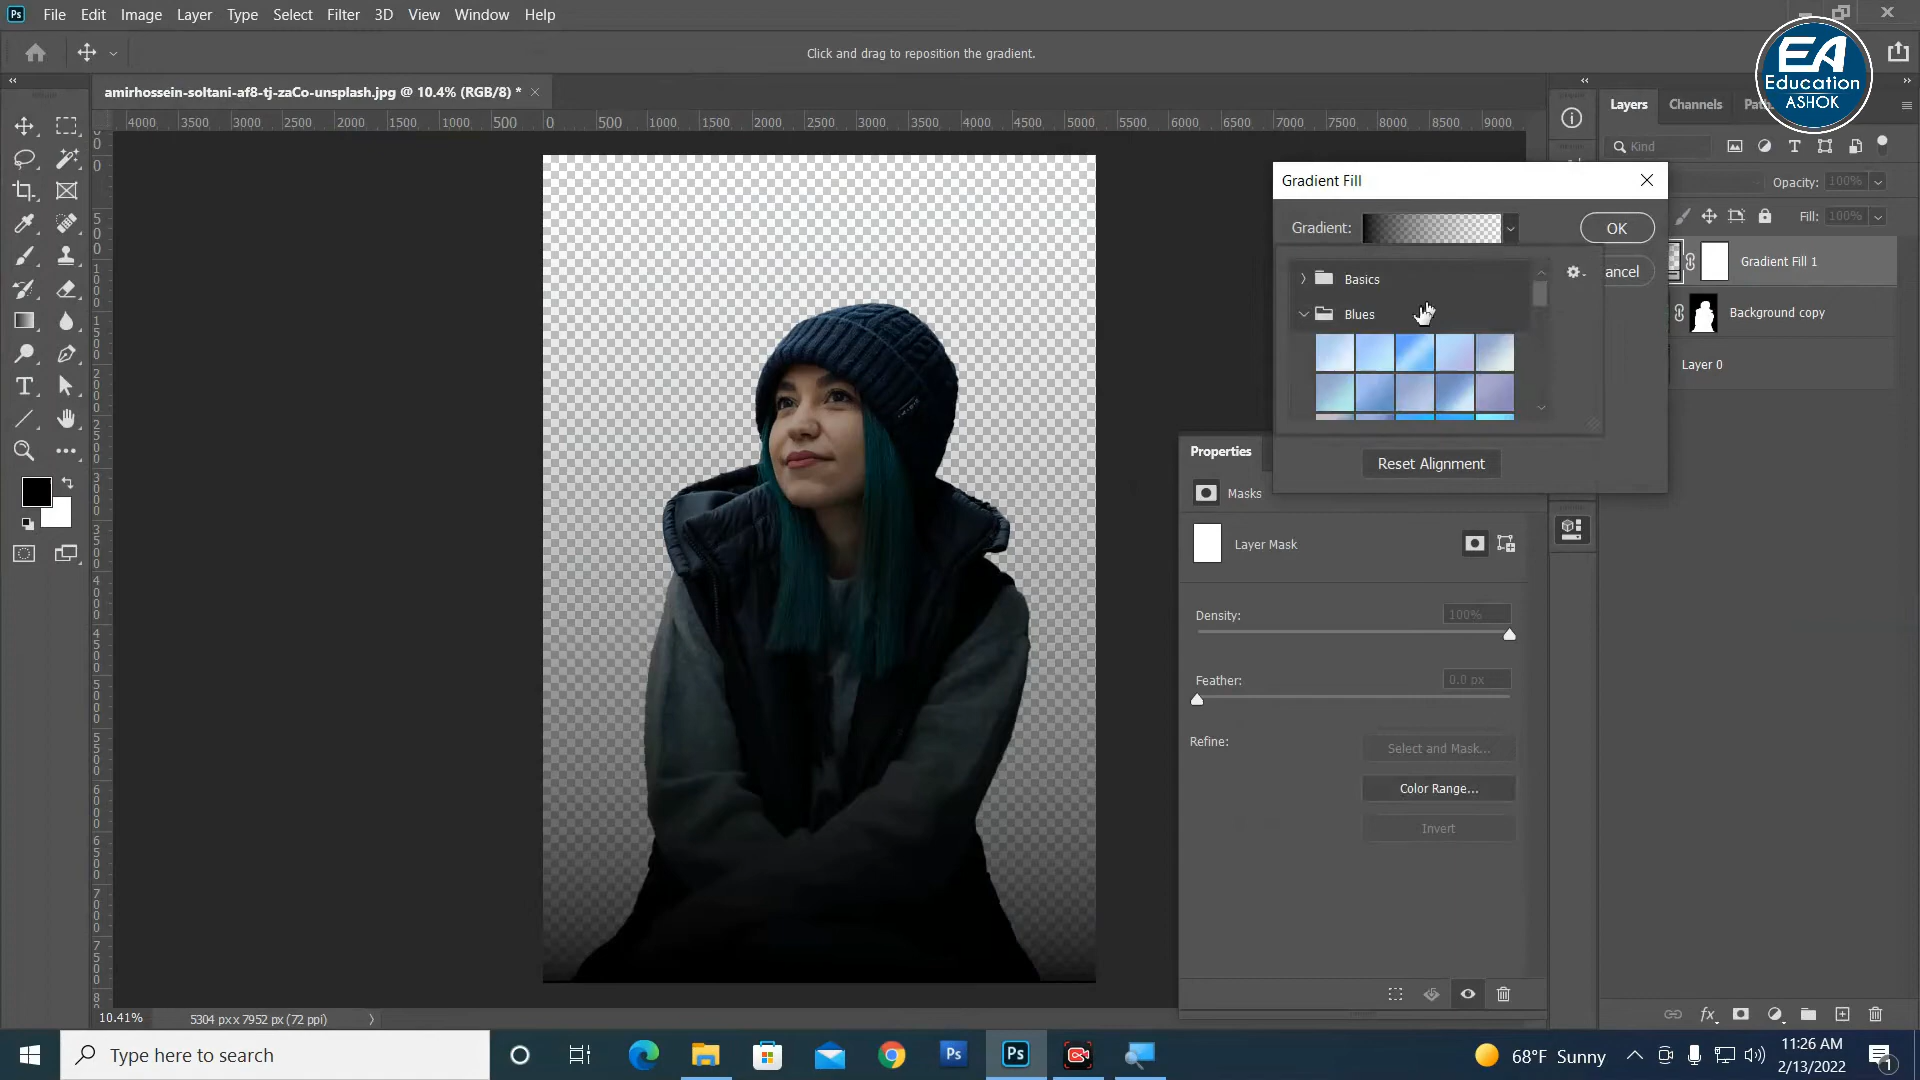 File Edit Image Layer Type Select Filter 3D View Window Help
Click and drag to reposition the gradient.
EA
Education
ASHOK
amirhossein-soltani-af8-tj-zaCo-unsplash.jpg @ 10.4% (RGB/8) *
4000 3500 3000 2500 2000 1500 1000 500 0 500 1000 1500 2000 2500 3000 3500 4000 4500 5000 5500 6000 6500 7000 7500 8000 8500 9000
Layers Channels
Kind
Opacity: 100%
Fill: 100%
Gradient Fill 1
Background copy
Layer 0
Gradient Fill
Gradient:
OK
Basics
Blues
Reset Alignment
Properties
Masks
Layer Mask
Density: 100%
Feather: 0.0 px
Refine:
Select and Mask...
Color Range...
Invert
10.41% 5304 px x 7952 px (72 ppi)
Type here to search
68°F Sunny
11:26 AM
2/13/2022
1